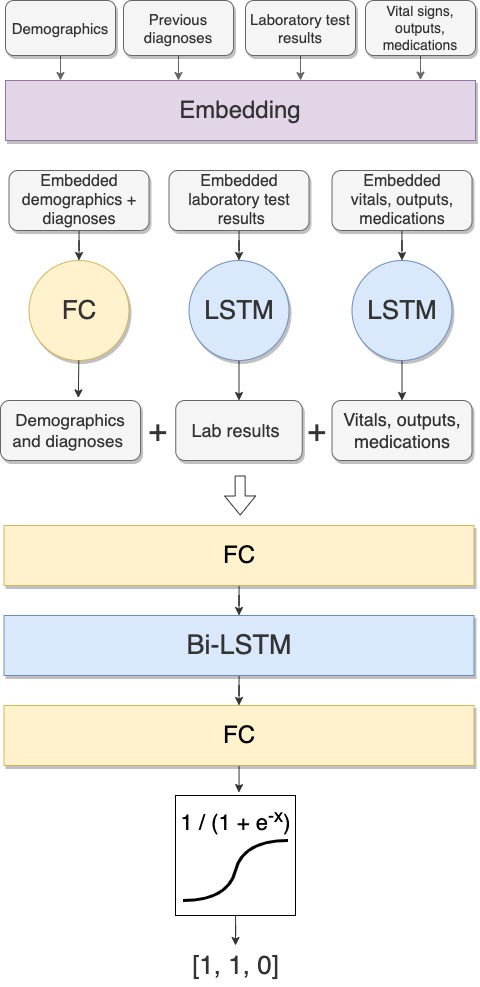 Demographics
Previous
diagnoses
Laboratory test
results
Vital signs,
outputs,
medications
Embedding
Embedded
demographics +
diagnoses
Embedded
laboratory test
results
Embedded
vitals, outputs,
medications
FC
LSTM
LSTM
Demographics
and diagnoses
+
Lab results
+
Vitals, outputs,
medications
FC
Bi-LSTM
FC
1 / (1 + e-x)
[1, 1, 0]